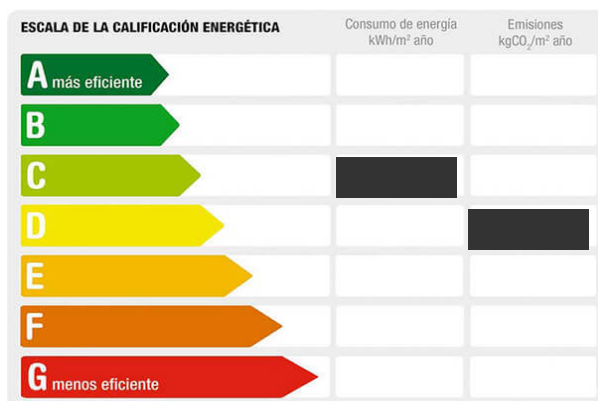 ESCALA DE LA CALIFICACIÓN ENERGÉTICA
Consumo de energía
kWh/m² año
Emisiones
kgCO₂/m² año
A más eficiente
B
C
D
E
F
G menos eficiente